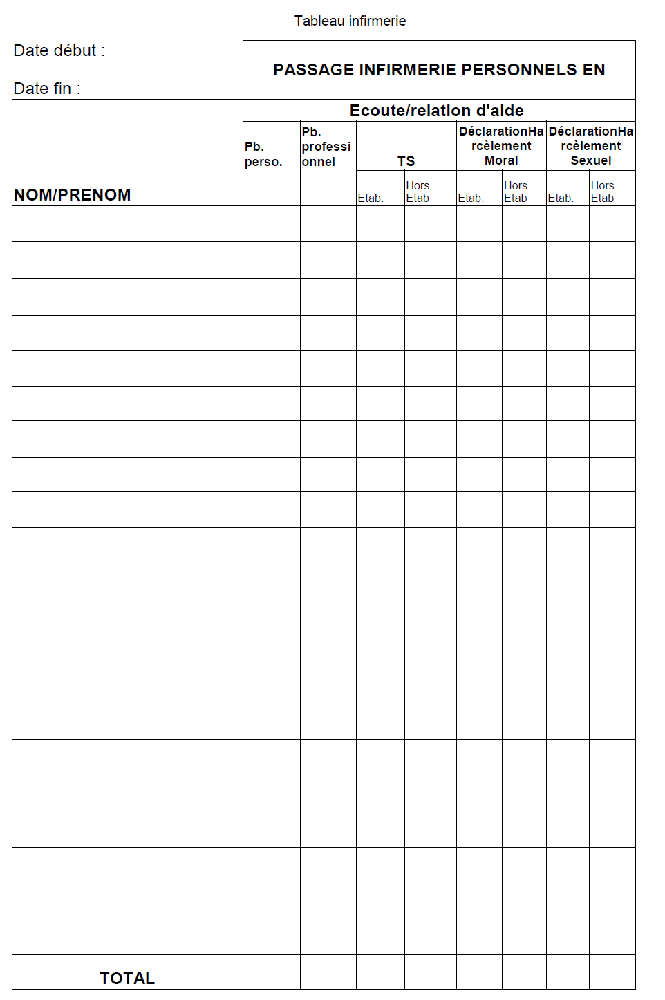 Tableau infirmerie
Date début :
PASSAGE INFIRMERIE PERSONNELS EN
Date fin :
Ecoute/relation d'aide
NOM/PRENOM
Pb.
perso.
Pb.
professi
onnel
TS
DéclarationHa
rcèlement
Moral
DéclarationHa
rcèlement
Sexuel
Etab.
Hors
Etab
Etab.
Hors
Etab
Etab.
Hors
Etab
TOTAL